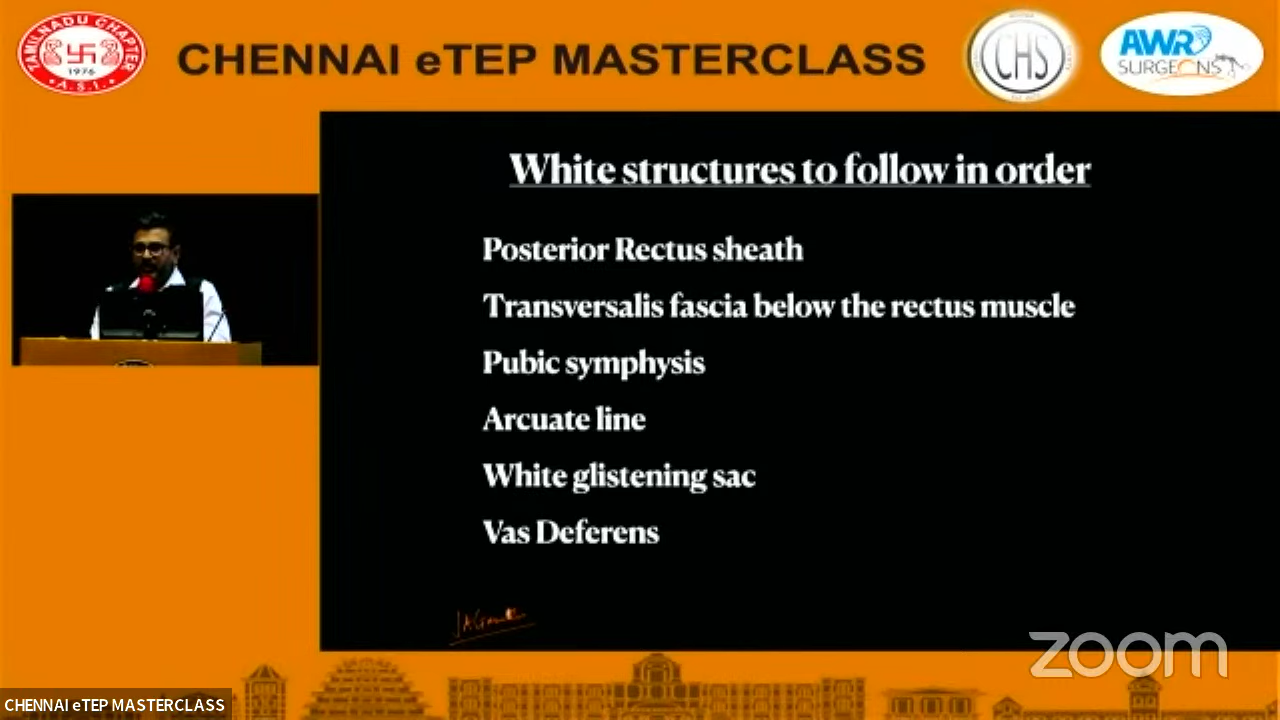 TAMILNADU CHAPTER
1976
A.S.I.
CHENNAI eTEP MASTERCLASS
CHS
AWR
SURGEONS
White structures to follow in order
Posterior Rectus sheath
Transversalis fascia below the rectus muscle
Pubic symphysis
Arcuate line
White glistening sac
Vas Deferens
zoom
CHENNAI eTEP MASTERCLASS